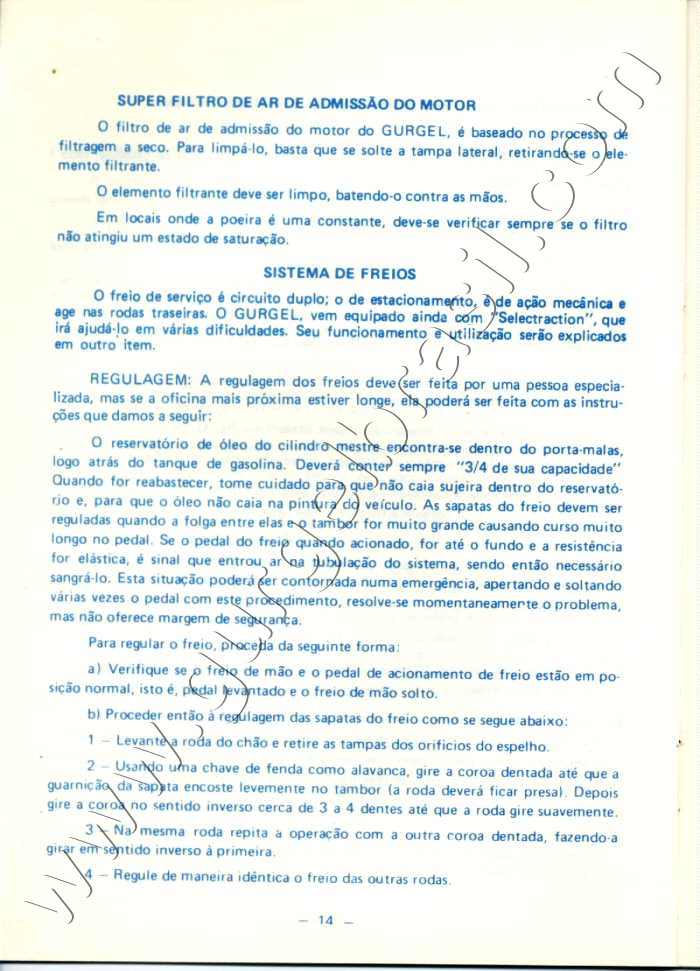 SUPER FILTRO DE AR DE ADMISSÃO DO MOTOR
O filtro de ar de admissão do motor do GURGEL, é baseado no processo de
filtragem a seco. Para limpá-lo, basta que se solte a tampa lateral, retirando-se o ele-
mento filtrante.
O elemento filtrante deve ser limpo, batendo-o contra as mãos.
Em locais onde a poeira é uma constante, deve-se verificar sempre se o filtro
não atingiu um estado de saturação.
SISTEMA DE FREIOS
O freio de serviço é circuito duplo; o de estacionamento, é de ação mecânica e
age nas rodas traseiras. O GURGEL, vem equipado ainda com "Selectraction", que
irá ajudá-lo em várias dificuldades. Seu funcionamento e utilização serão explicados
em outro item.
REGULAGEM: A regulagem dos freios deve ser feita por uma pessoa especia-
lizada, mas se a oficina mais próxima estiver longe, ela poderá ser feita com as instru-
ções que damos a seguir:
O reservatório de óleo do cilindro mestre encontra-se dentro do porta-malas,
logo atrás do tanque de gasolina. Deverá conter sempre "3/4 de sua capacidade"
Quando for reabastecer, tome cuidado para que não caia sujeira dentro do reservató-
rio e, para que o óleo não caia na pintura do veículo. As sapatas do freio devem ser
reguladas quando a folga entre elas e o tambor for muito grande causando curso muito
longo no pedal. Se o pedal do freio quando acionado, for até o fundo e a resistência
for elástica, é sinal que entrou ar na tubulação do sistema, sendo então necessário
sangrá-lo. Esta situação poderá ser contornada numa emergência, apertando e soltando
várias vezes o pedal com este procedimento, resolve-se momentaneamente o problema,
mas não oferece margem de segurança.
Para regular o freio, proceda da seguinte forma:
a) Verifique se o freio de mão e o pedal de acionamento de freio estão em po-
sição normal, isto é, pedal levantado e o freio de mão solto.
b) Proceder então à regulagem das sapatas do freio como se segue abaixo:
1 – Levante a roda do chão e retire as tampas dos orifícios do espelho.
2 – Usando uma chave de fenda como alavanca, gire a coroa dentada até que a
guarnição da sapata encoste levemente no tambor (a roda deverá ficar presa). Depois
gire a coroa no sentido inverso cerca de 3 a 4 dentes até que a roda gire suavemente.
3 – Na mesma roda repita a operação com a outra coroa dentada, fazendo-a
girar em sentido inverso à primeira.
4 – Regule de maneira idêntica o freio das outras rodas.
– 14 –
www.gurgel800.com